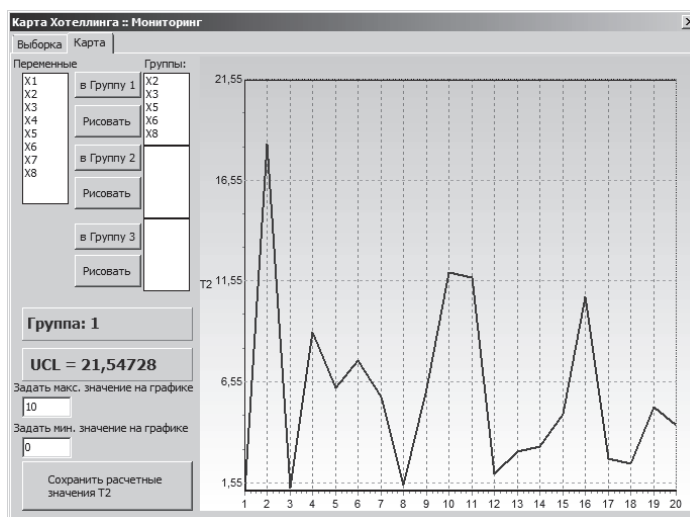 Карта Хотеллинга :: Мониторинг
Выборка Карта
Переменные
X1
X2
X3
X4
X5
X6
X7
X8
в Группу 1
Рисовать
в Группу 2
Рисовать
в Группу 3
Рисовать
Группы:
X2
X3
X5
X6
X8
Группа: 1
UCL = 21,54728
Задать макс. значение на графике
10
Задать мин. значение на графике
0
Сохранить расчетные
значения T2
21,55
16,55
T2 11,55
6,55
1,55
1 2 3 4 5 6 7 8 9 10 11 12 13 14 15 16 17 18 19 20